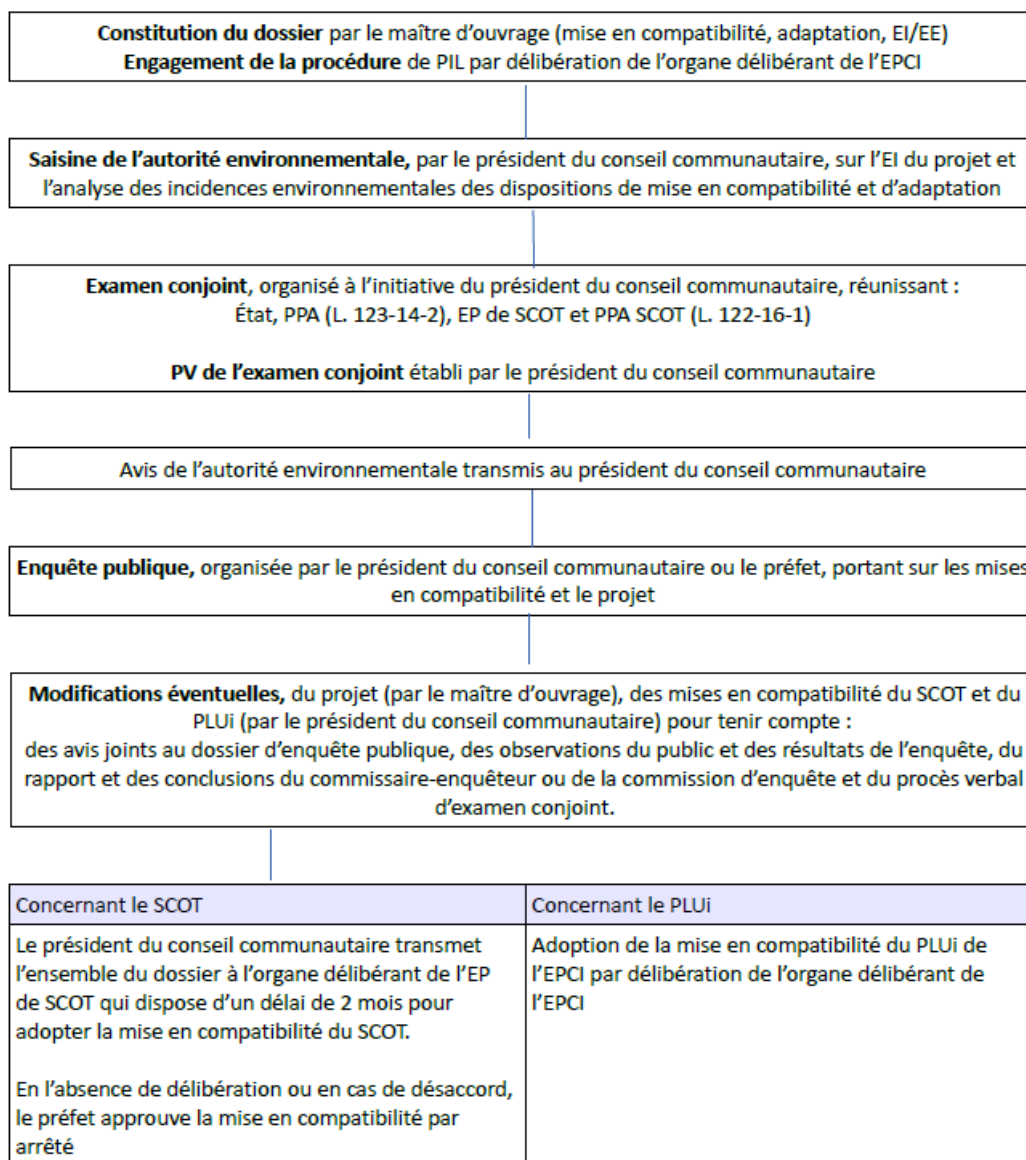 Constitution du dossier par le maître d'ouvrage (mise en compatibilité, adaptation, EI/EE)
Engagement de la procédure de PIL par délibération de l'organe délibérant de l'EPCI
Saisine de l'autorité environnementale, par le président du conseil communautaire, sur l'EI du projet et
l'analyse des incidences environnementales des dispositions de mise en compatibilité et d'adaptation
Examen conjoint, organisé à l'initiative du président du conseil communautaire, réunissant :
État, PPA (L. 123-14-2), EP de SCOT et PPA SCOT (L. 122-16-1)
PV de l'examen conjoint établi par le président du conseil communautaire
Avis de l'autorité environnementale transmis au président du conseil communautaire
Enquête publique, organisée par le président du conseil communautaire ou le préfet, portant sur les mises
en compatibilité et le projet
Modifications éventuelles, du projet (par le maître d'ouvrage), des mises en compatibilité du SCOT et du
PLUi (par le président du conseil communautaire) pour tenir compte :
des avis joints au dossier d'enquête publique, des observations du public et des résultats de l'enquête, du
rapport et des conclusions du commissaire-enquêteur ou de la commission d'enquête et du procès verbal
d'examen conjoint.
Concernant le SCOT
Le président du conseil communautaire transmet
l'ensemble du dossier à l'organe délibérant de l'EP
de SCOT qui dispose d'un délai de 2 mois pour
adopter la mise en compatibilité du SCOT.
En l'absence de délibération ou en cas de désaccord,
le préfet approuve la mise en compatibilité par
arrêté
Concernant le PLUi
Adoption de la mise en compatibilité du PLUi de
l'EPCI par délibération de l'organe délibérant de
l'EPCI